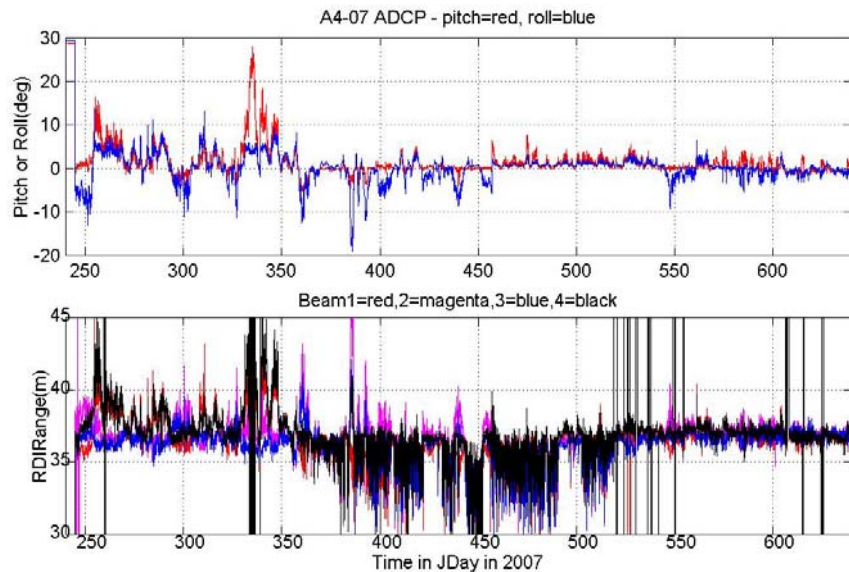 A4-07 ADCP - pitch=red, roll=blue
30
20
10
0
-10
-20
Pitch or Roll(deg)
250 300 350 400 450 500 550 600
Beam1=red,2=magenta,3=blue,4=black
45
40
35
30
RDIRange(m)
250 300 350 400 450 500 550 600
Time in JDay in 2007